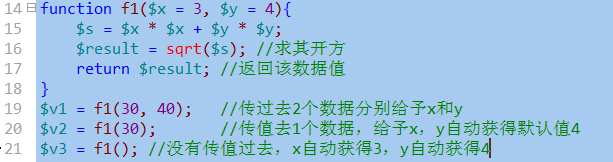 14 function f1($x = 3, $y = 4){
15 $s = $x * $x + $y * $y;
16 $result = sqrt($s); //求其开方
17 return $result; //返回该数据值
18 }
19 $v1 = f1(30, 40); //传过去2个数据分别给予x和y
20 $v2 = f1(30); //传值去1个数据，给予x，y自动获得默认值4
21 $v3 = f1(); //没有传值过去，x自动获得3，y自动获得4